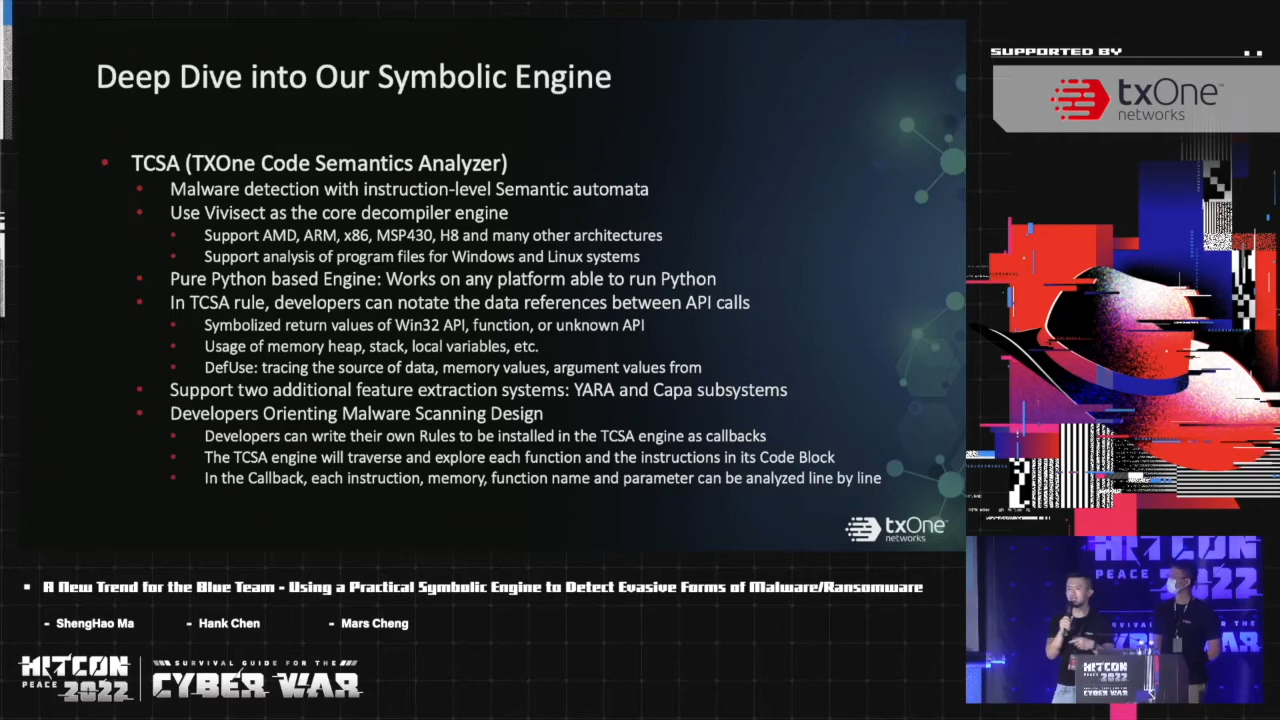 Deep Dive into Our Symbolic Engine
TCSA (TXOne Code Semantics Analyzer)
Malware detection with instruction-level Semantic automata
Use Vivisect as the core decompiler engine
Support AMD, ARM, x86, MSP430, H8 and many other architectures
Support analysis of program files for Windows and Linux systems
Pure Python based Engine: Works on any platform able to run Python
In TCSA rule, developers can notate the data references between API calls
Symbolized return values of Win32 API, function, or unknown API
Usage of memory heap, stack, local variables, etc.
DefUse: tracing the source of data, memory values, argument values from
Support two additional feature extraction systems: YARA and Capa subsystems
Developers Orienting Malware Scanning Design
Developers can write their own Rules to be installed in the TCSA engine as callbacks
The TCSA engine will traverse and explore each function and the instructions in its Code Block
In the Callback, each instruction, memory, function name and parameter can be analyzed line by line
txOne
networks
SUPPORTED BY
txOne
networks
A New Trend for the Blue Team - Using a Practical Symbolic Engine to Detect Evasive Forms of Malware/Ransomware
- ShengHao Ma - Hank Chen - Mars Cheng
HITCON
PEACE 2022
SURVIVAL GUIDE FOR THE
CYBER WAR
HITCON
PEACE 2022
CYBER WAR
HITCON
PEACE 2022
CYBER WAR